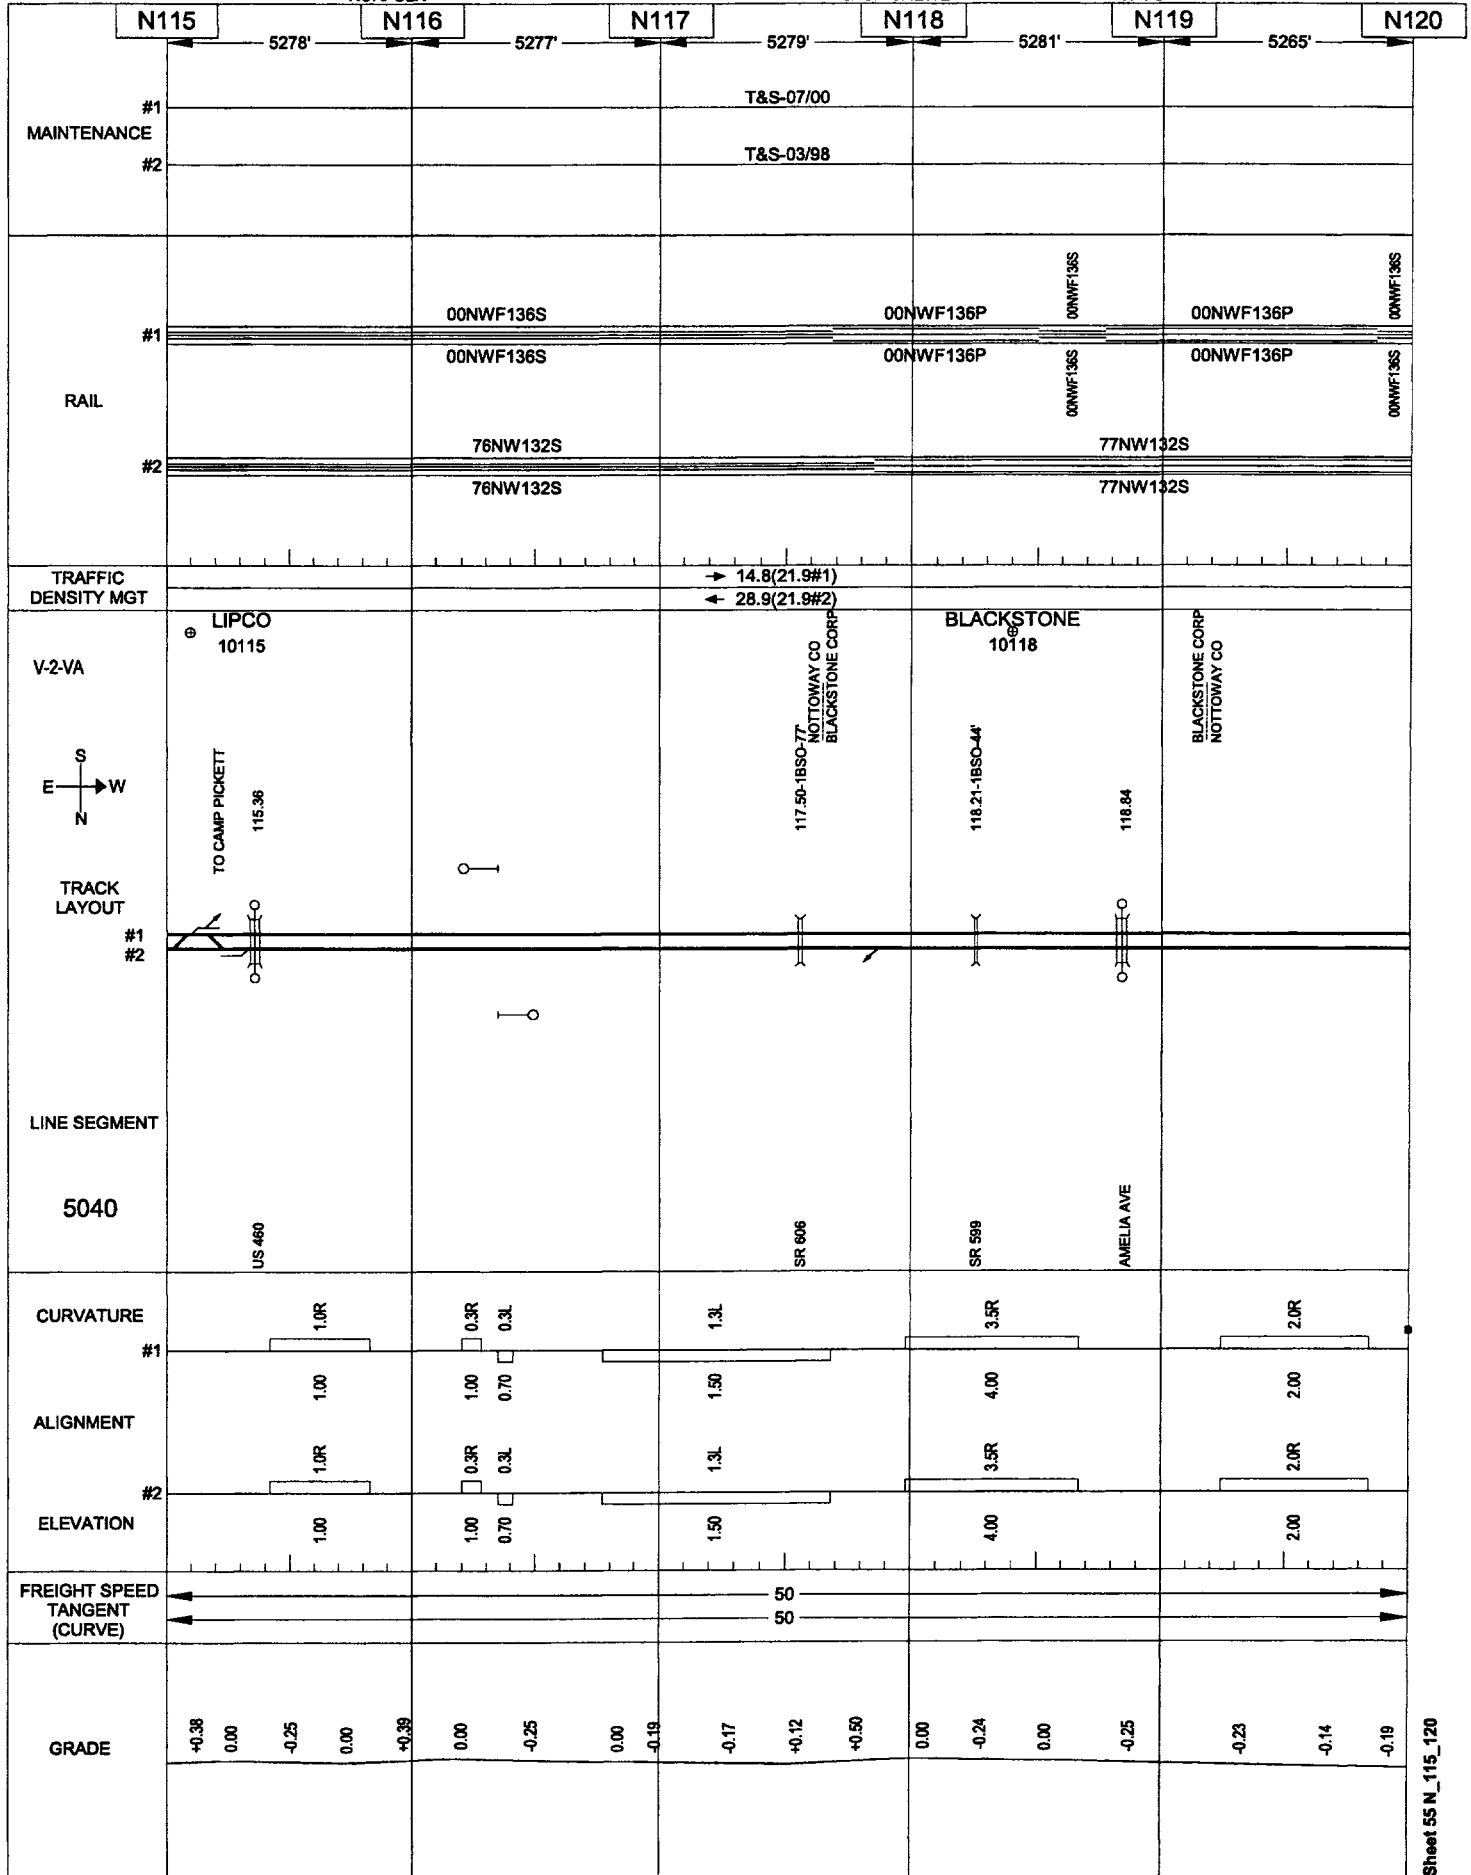 N115 N116 N117 N118 N119 N120
5278' 5277' 5279' 5281' 5265'
#1 T&S-07/00
MAINTENANCE
#2 T&S-03/98
00NWF136S 00NWF136S
00NWF136S 00NWF136P 00NWF136P
#1
00NWF136S 00NWF136P 00NWF136P
00NWF136S 00NWF136S
RAIL
76NW132S 77NW132S
#2
76NW132S 77NW132S
TRAFFIC
DENSITY MGT
→ 14.8(21.9#1)
← 28.9(21.9#2)
LIPCO
10115
BLACKSTONE
10118
V-2-VA
NOTTOWAY CO
BLACKSTONE CORP
BLACKSTONE CORP
NOTTOWAY CO
S
E W
N
TO CAMP PICKETT
115.36
117.50-1BSO-77'
118.21-1BSO-44'
118.84
TRACK
LAYOUT
#1
#2
LINE SEGMENT
5040
US 460
SR 606
SR 599
AMELIA AVE
CURVATURE
1.0R 0.3R 0.3L 1.3L 3.5R 2.0R
#1
1.00 1.00 0.70 1.50 4.00 2.00
ALIGNMENT
1.0R 0.3R 0.3L 1.3L 3.5R 2.0R
#2
ELEVATION
1.00 1.00 0.70 1.50 4.00 2.00
FREIGHT SPEED
TANGENT
(CURVE)
50
50
GRADE
+0.38 0.00 -0.25 0.00 +0.39 0.00 -0.25 0.00 -0.19 -0.17 +0.12 +0.50 0.00 -0.24 0.00 -0.25 -0.23 -0.14 -0.19
Sheet 55 N_115_120